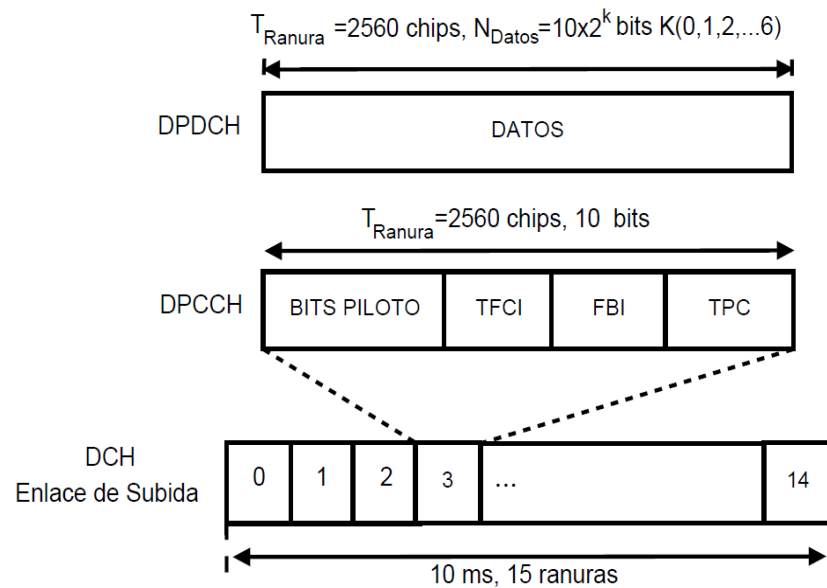 T_Ranura =2560 chips, N_Datos=10x2^k bits K(0,1,2,...6)
DPDCH
DATOS
T_Ranura=2560 chips, 10 bits
DPCCH
BITS PILOTO TFCI FBI TPC
DCH
Enlace de Subida
0 1 2 3 ... 14
10 ms, 15 ranuras